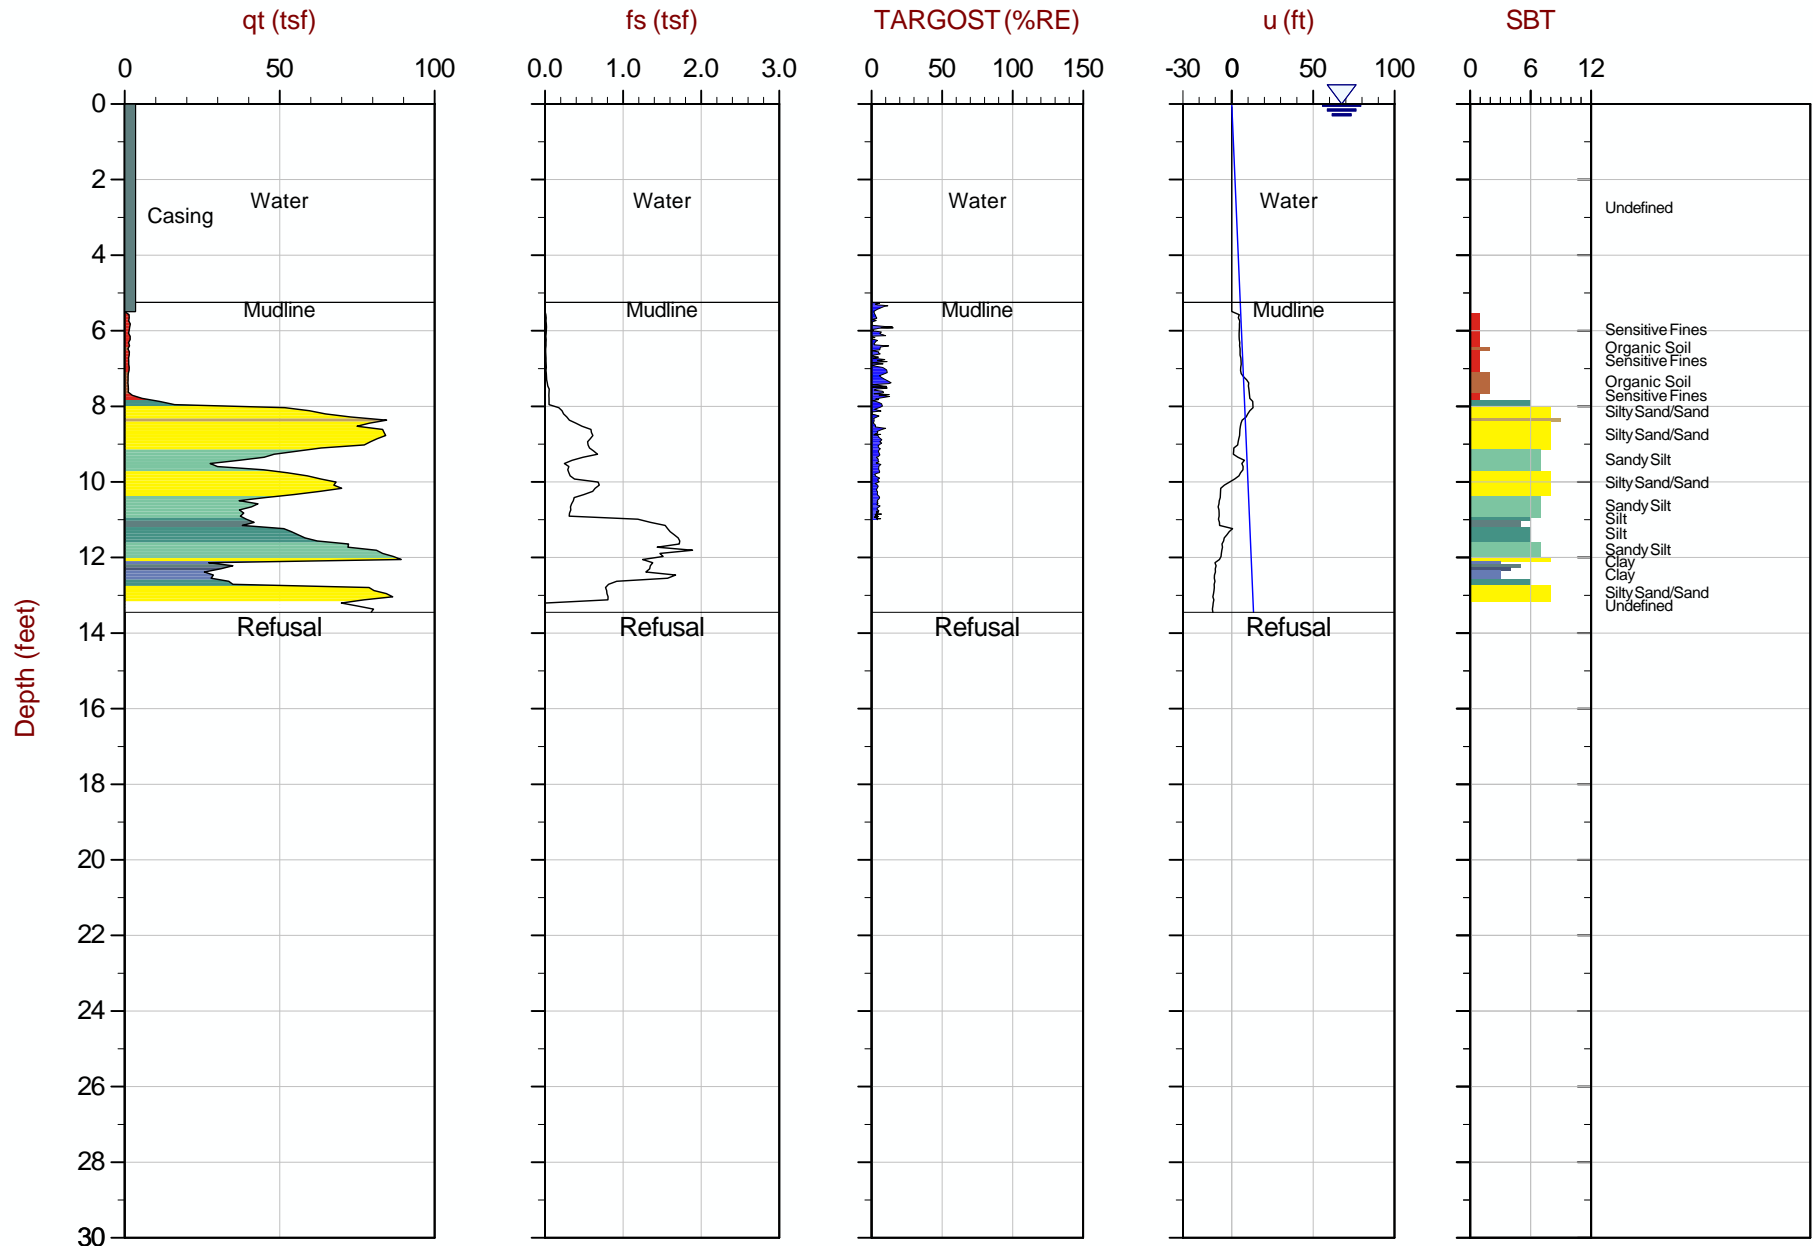 qt (tsf) fs (tsf) TARGOST (%RE) u (ft) SBT
0 50 100 0.0 1.0 2.0 3.0 0 50 100 150 -30 0 50 100 0 6 12
0
2
Water Water Water Water
Casing Undefined
4
Mudline Mudline Mudline Mudline
6 Sensitive Fines
Organic Soil
Sensitive Fines
Organic Soil
Sensitive Fines
8 Silty Sand/Sand
Silty Sand/Sand
Sandy Silt
10 Silty Sand/Sand
Sandy Silt
Silt
Silt
Sandy Silt
12 Clay
Clay
Silty Sand/Sand
Undefined
Refusal Refusal Refusal Refusal
14
16
Depth (feet)
18
20
22
24
26
28
30